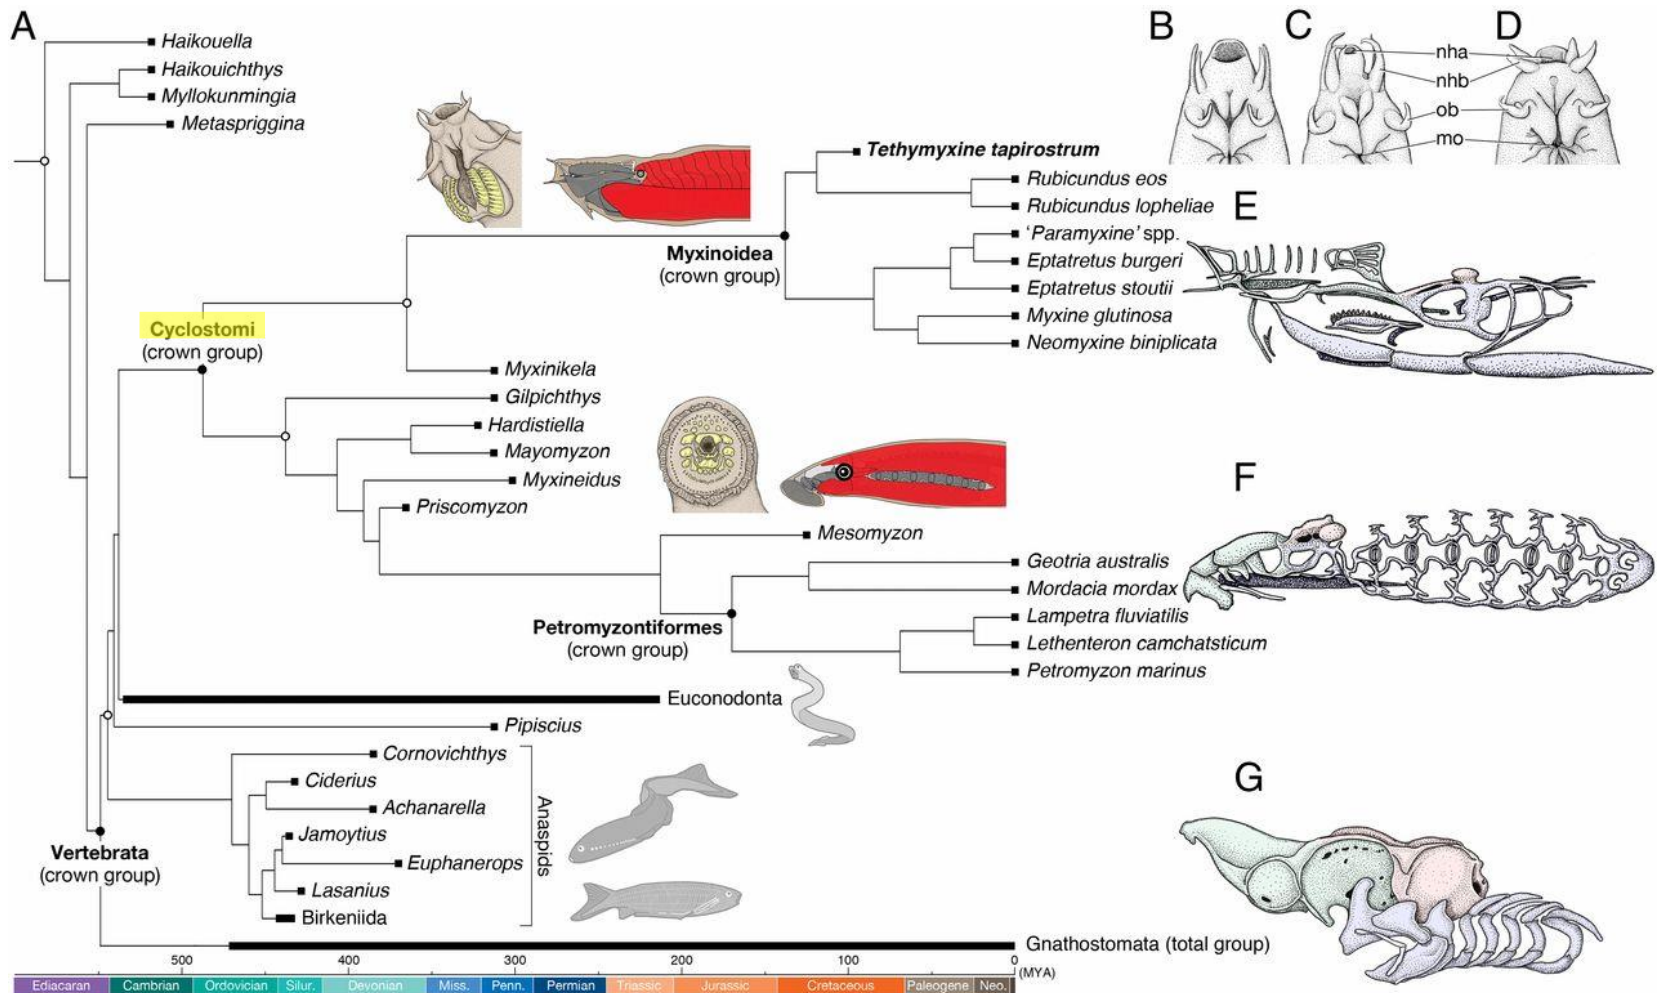 A
Haikouella
Haikouichthys
Myllokunmingia
Metaspriggina
Tethymyxine tapirostrum
Rubicundus eos
Rubicundus lopheliae
'Paramyxine' spp.
Eptatretus burgeri
Eptatretus stoutii
Myxine glutinosa
Neomyxine biniplicata
Myxinoidea
(crown group)
Cyclostomi
(crown group)
Myxinikela
Gilpichthys
Hardistiella
Mayomyzon
Myxineidus
Priscomyzon
Mesomyzon
Geotria australis
Mordacia mordax
Lampetra fluviatilis
Lethenteron camchatsticum
Petromyzon marinus
Petromyzontiformes
(crown group)
Euconodonta
Pipiscius
Cornovichthys
Ciderius
Achanarella
Jamoytius
Euphanerops
Lasanius
Birkeniida
Anaspids
Vertebrata
(crown group)
Gnathostomata (total group)
500
400
300
200
100
0
(MYA)
Ediacaran
Cambrian
Ordovician
Silur.
Devonian
Miss.
Penn.
Permian
Triassic
Jurassic
Cretaceous
Paleogene
Neo.
B
C
D
nha
nhb
ob
mo
E
F
G